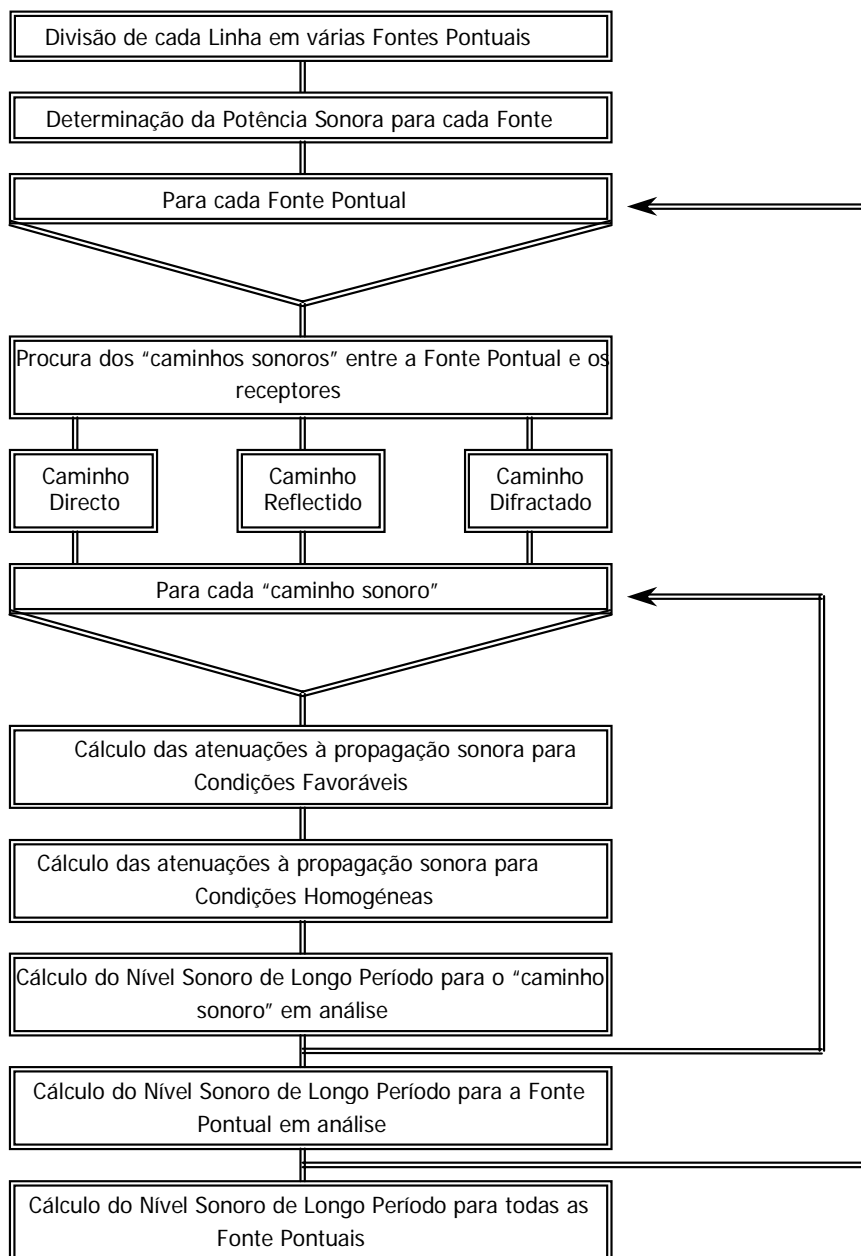 Divisão de cada Linha em várias Fontes Pontuais
Determinação da Potência Sonora para cada Fonte
Para cada Fonte Pontual
Procura dos “caminhos sonoros” entre a Fonte Pontual e os
receptores
Caminho
Directo
Caminho
Reflectido
Caminho
Difractado
Para cada “caminho sonoro”
Cálculo das atenuações à propagação sonora para
Condições Favoráveis
Cálculo das atenuações à propagação sonora para
Condições Homogéneas
Cálculo do Nível Sonoro de Longo Período para o “caminho
sonoro” em análise
Cálculo do Nível Sonoro de Longo Período para a Fonte
Pontual em análise
Cálculo do Nível Sonoro de Longo Período para todas as
Fonte Pontuais